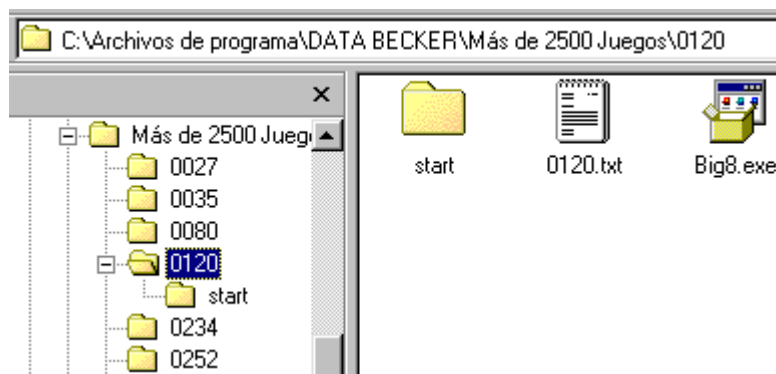 C:\Archivos de programa\DATA BECKER\Más de 2500 Juegos\0120
Más de 2500 Jueg
0027
0035
0080
0120
start
0234
0252
start
0120.txt
Big8.exe